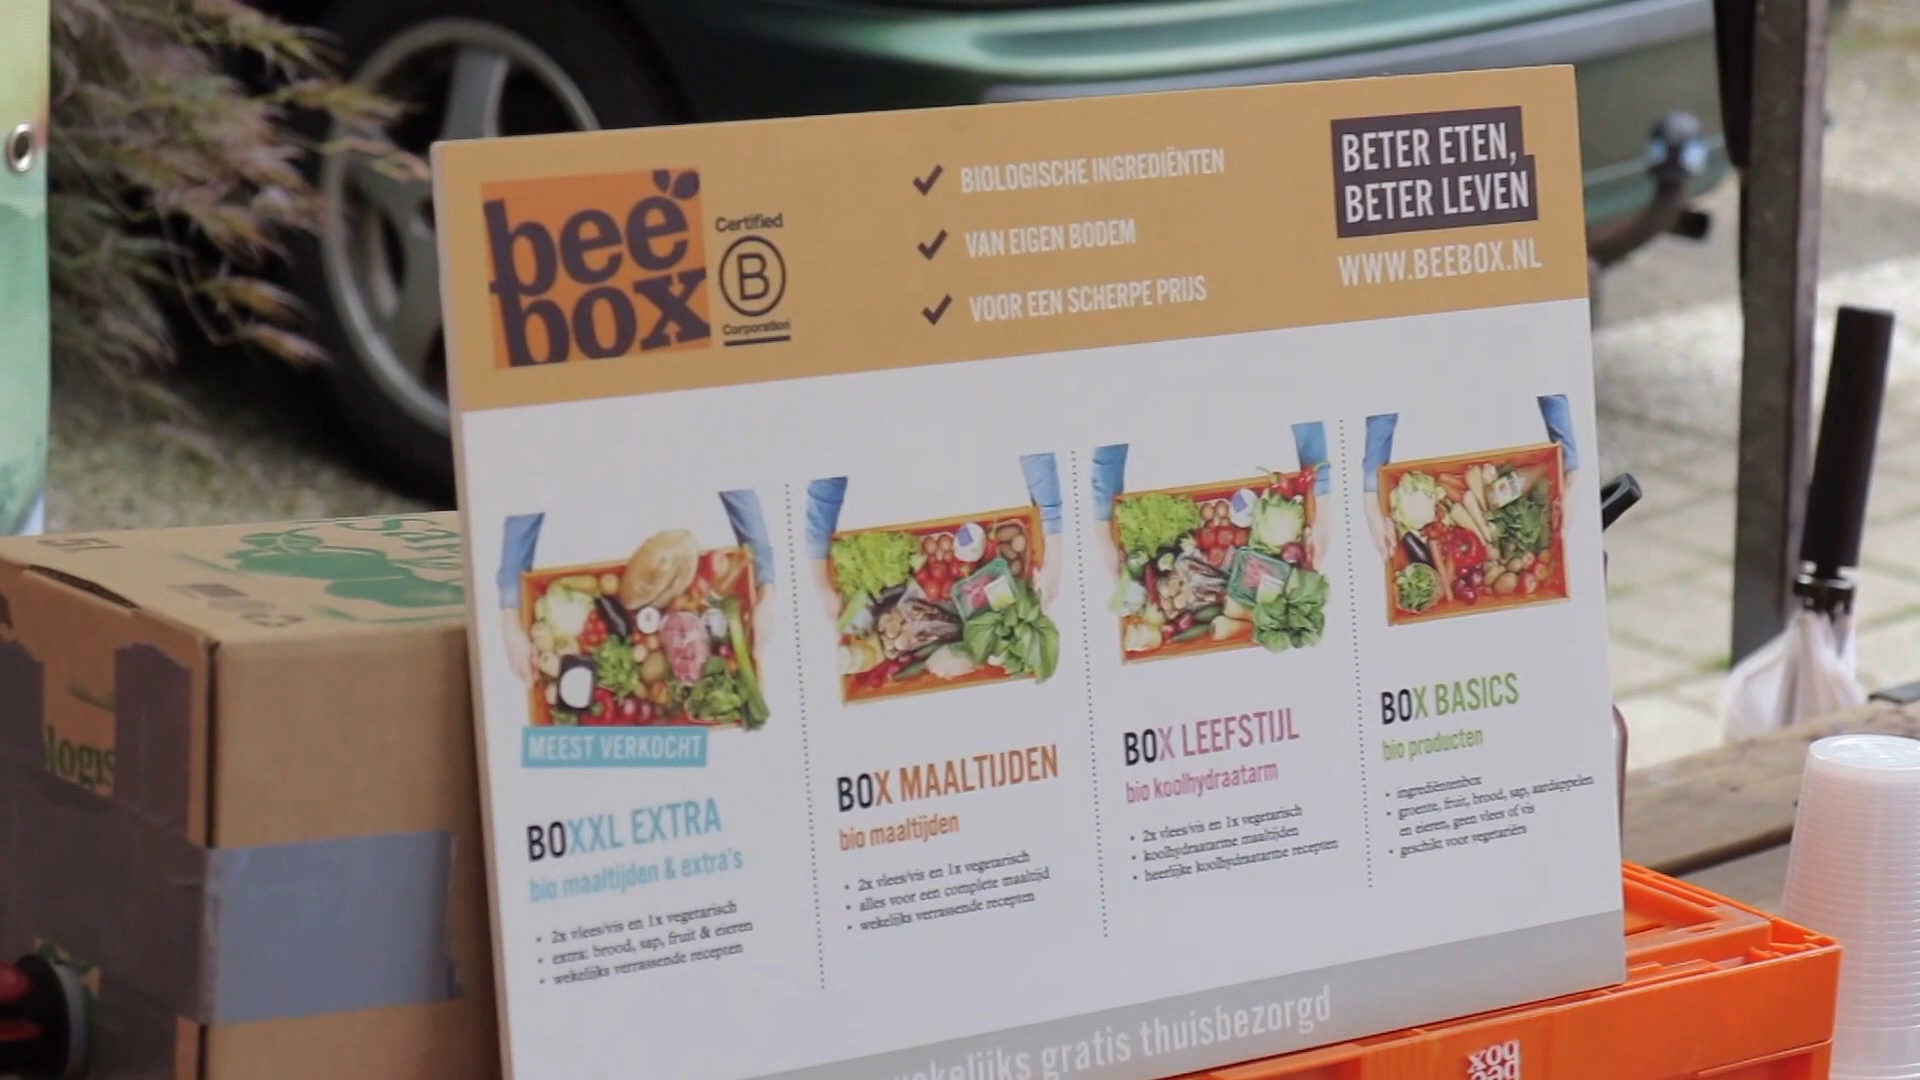 bee
box
Certified
B
Corporation
BIOLOGISCHE INGREDIËNTEN
VAN EIGEN BODEM
VOOR EEN SCHERPE PRIJS
BETER ETEN,
BETER LEVEN
WWW.BEEBOX.NL
MEEST VERKOCHT
BOXXL EXTRA
bio maaltijden & extra's
• 2x vlees/vis en 1x vegetarisch
• extra: brood, sap, fruit & eieren
• wekelijks verrassende recepten
BOX MAALTIJDEN
bio maaltijden
• 2x vlees/vis en 1x vegetarisch
• alles voor een complete maaltijd
• wekelijks verrassende recepten
BOX LEEFSTIJL
bio koolhydraatarm
• 2x vlees/vis en 1x vegetarisch
• koolhydraatarme maaltijden
• heerlijke koolhydraatarme recepten
BOX BASICS
bio producten
• ingrediëntenbox
• groente, fruit, brood, sap, aardappelen
en eieren, geen vlees of vis
• geschikt voor vegetariërs
wekelijks gratis thuisbezorgd
bee
box